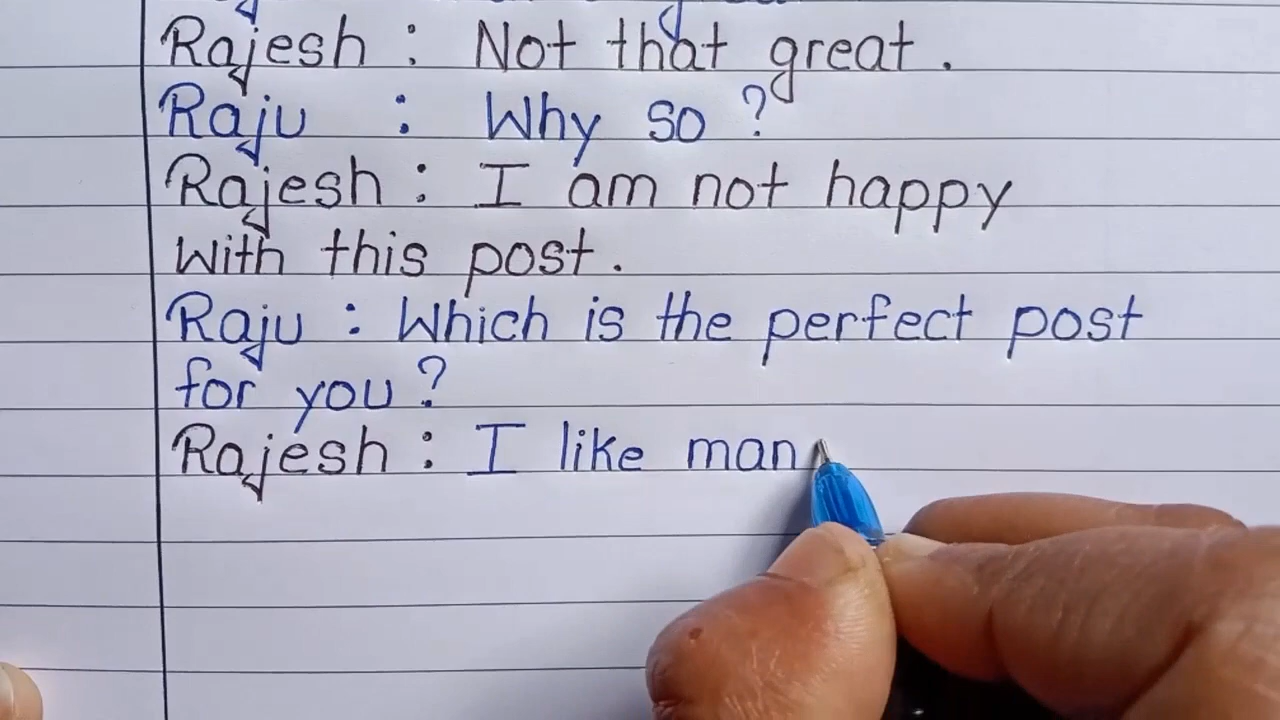 Rajesh : Not that great.
Raju : Why so ?
Rajesh : I am not happy
with this post.
Raju : Which is the perfect post
for you ?
Rajesh : I like man